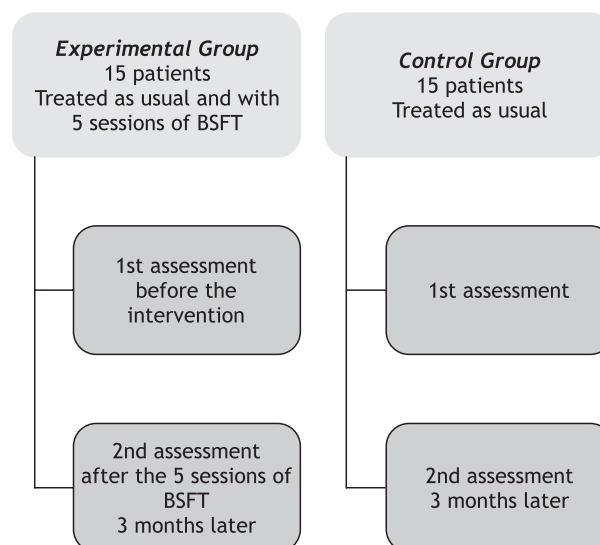 Experimental Group
15 patients
Treated as usual and with
5 sessions of BSFT
Control Group
15 patients
Treated as usual
1st assessment
before the
intervention
1st assessment
2nd assessment
after the 5 sessions of
BSFT
3 months later
2nd assessment
3 months later